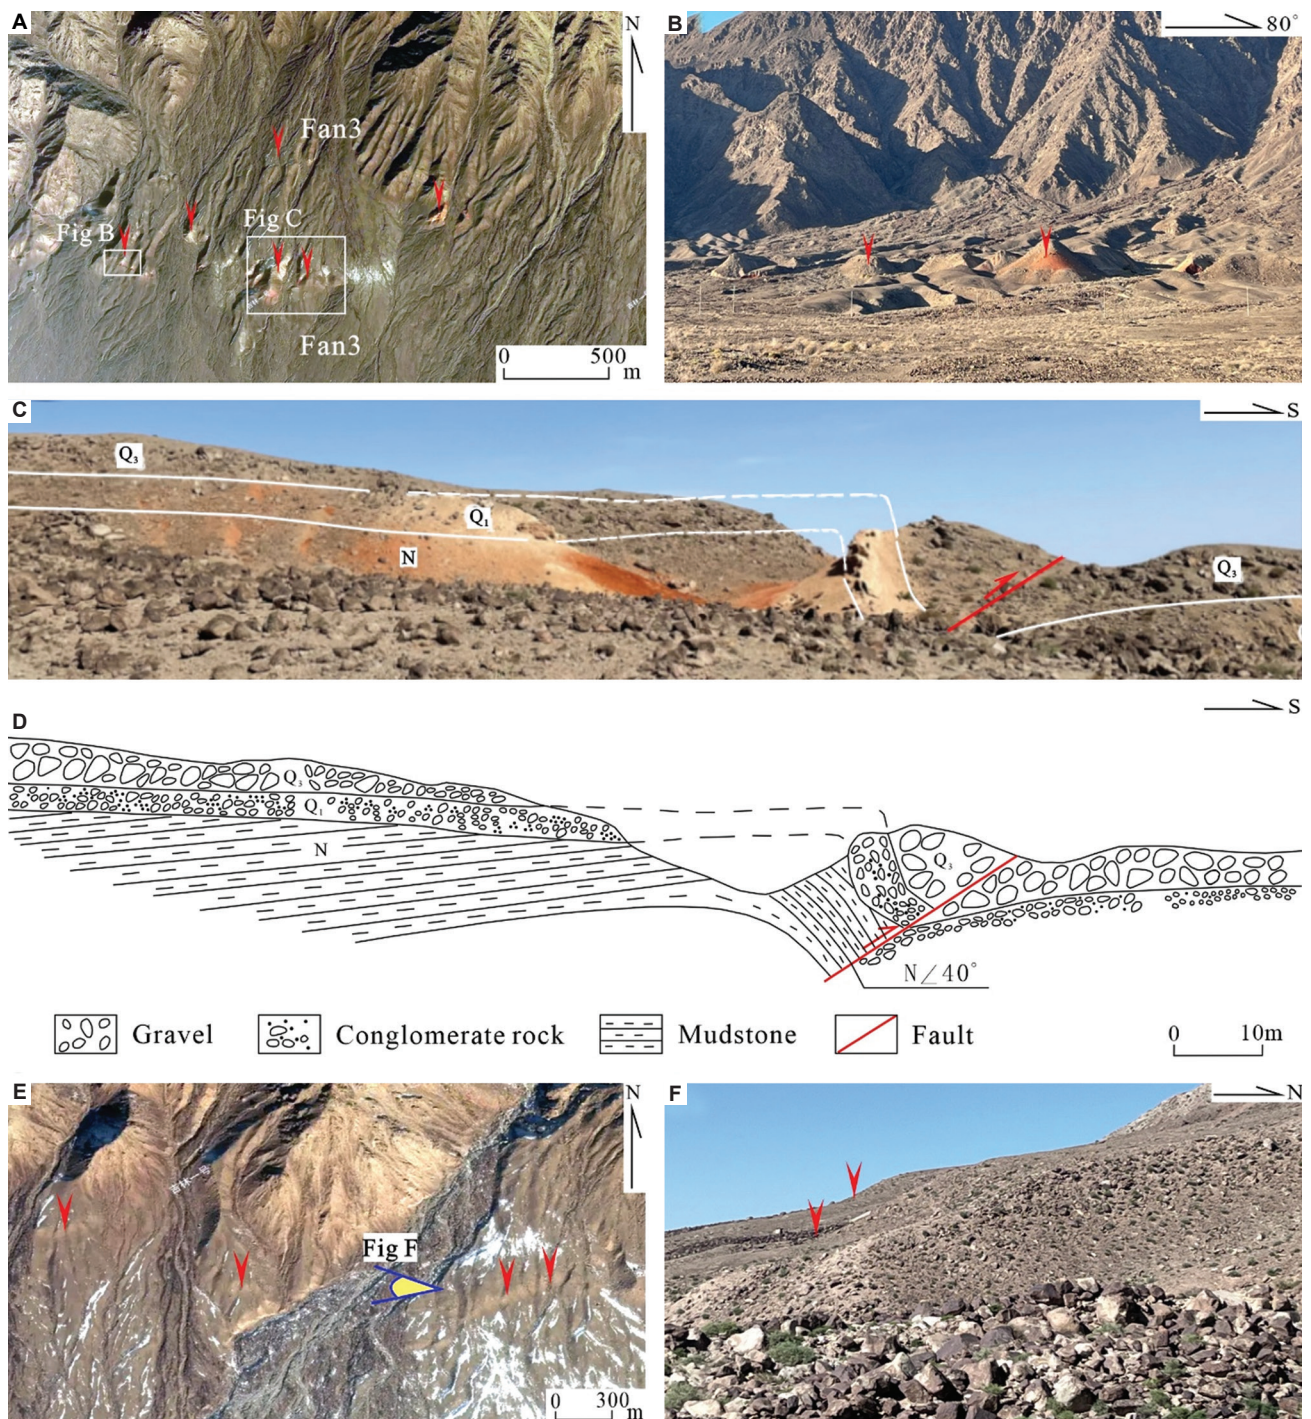 A
N
Fan3
Fig B
Fig C
Fan3
0 500
m
B
80°
C
S
Q₃
Q₁
N
Q₃
D
S
Q₃
Q₁
N
Q₃
N∠40°
Gravel
Conglomerate rock
Mudstone
Fault
0 10m
E
N
Fig F
0 300
m
F
N